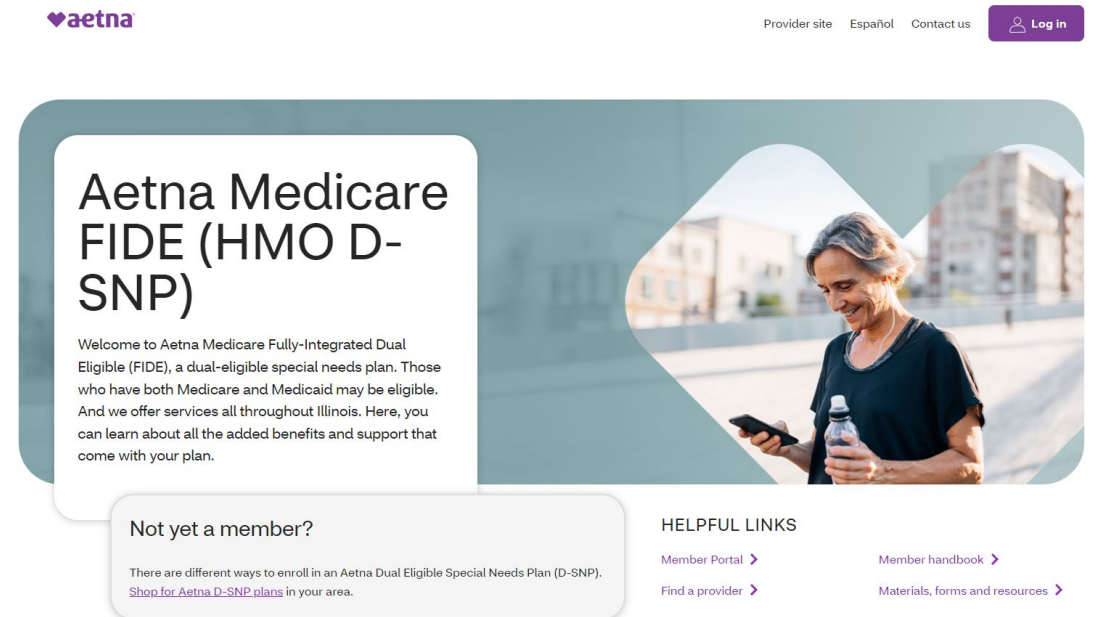 aetna
Provider site
Español
Contact us
Log in
Aetna Medicare
FIDE (HMO D-
SNP)
Welcome to Aetna Medicare Fully-Integrated Dual
Eligible (FIDE), a dual-eligible special needs plan. Those
who have both Medicare and Medicaid may be eligible.
And we offer services all throughout Illinois. Here, you
can learn about all the added benefits and support that
come with your plan.
Not yet a member?
There are different ways to enroll in an Aetna Dual Eligible Special Needs Plan (D-SNP).
Shop for Aetna D-SNP plans in your area.
HELPFUL LINKS
Member Portal
Member handbook
Find a provider
Materials, forms and resources